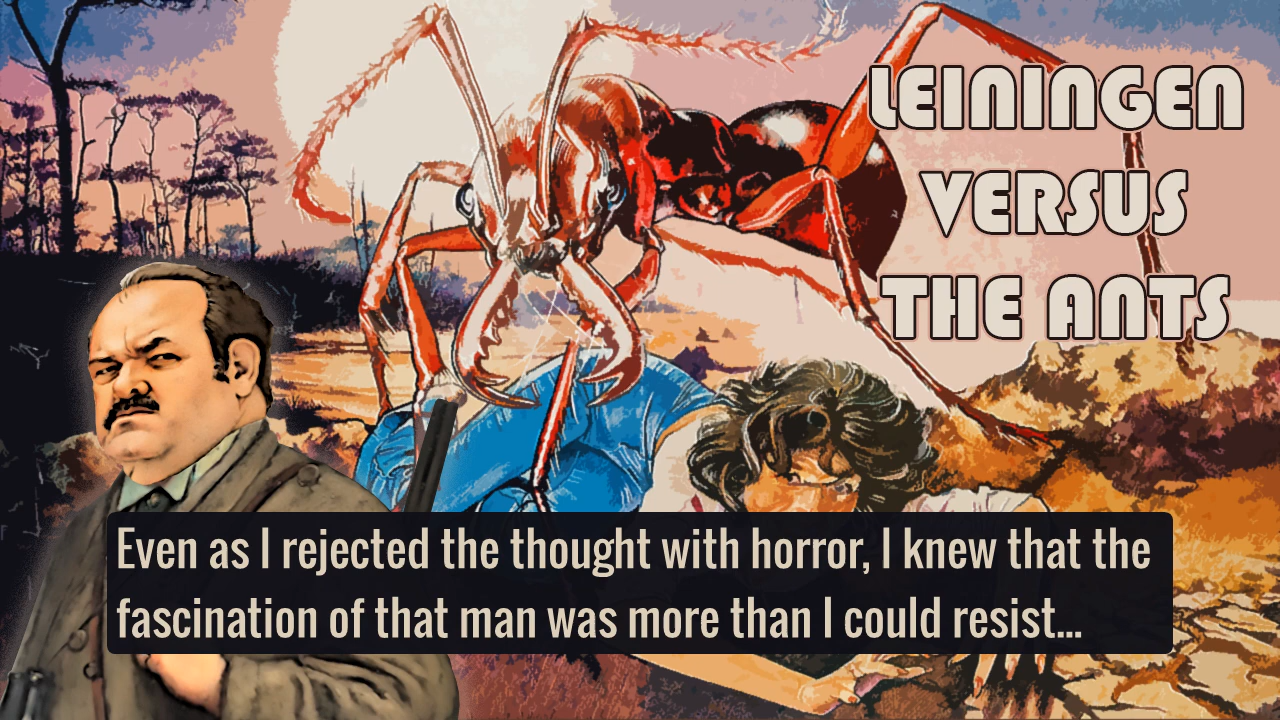 LEININGEN
VERSUS
THE ANTS
Even as I rejected the thought with horror, I knew that the
fascination of that man was more than I could resist...